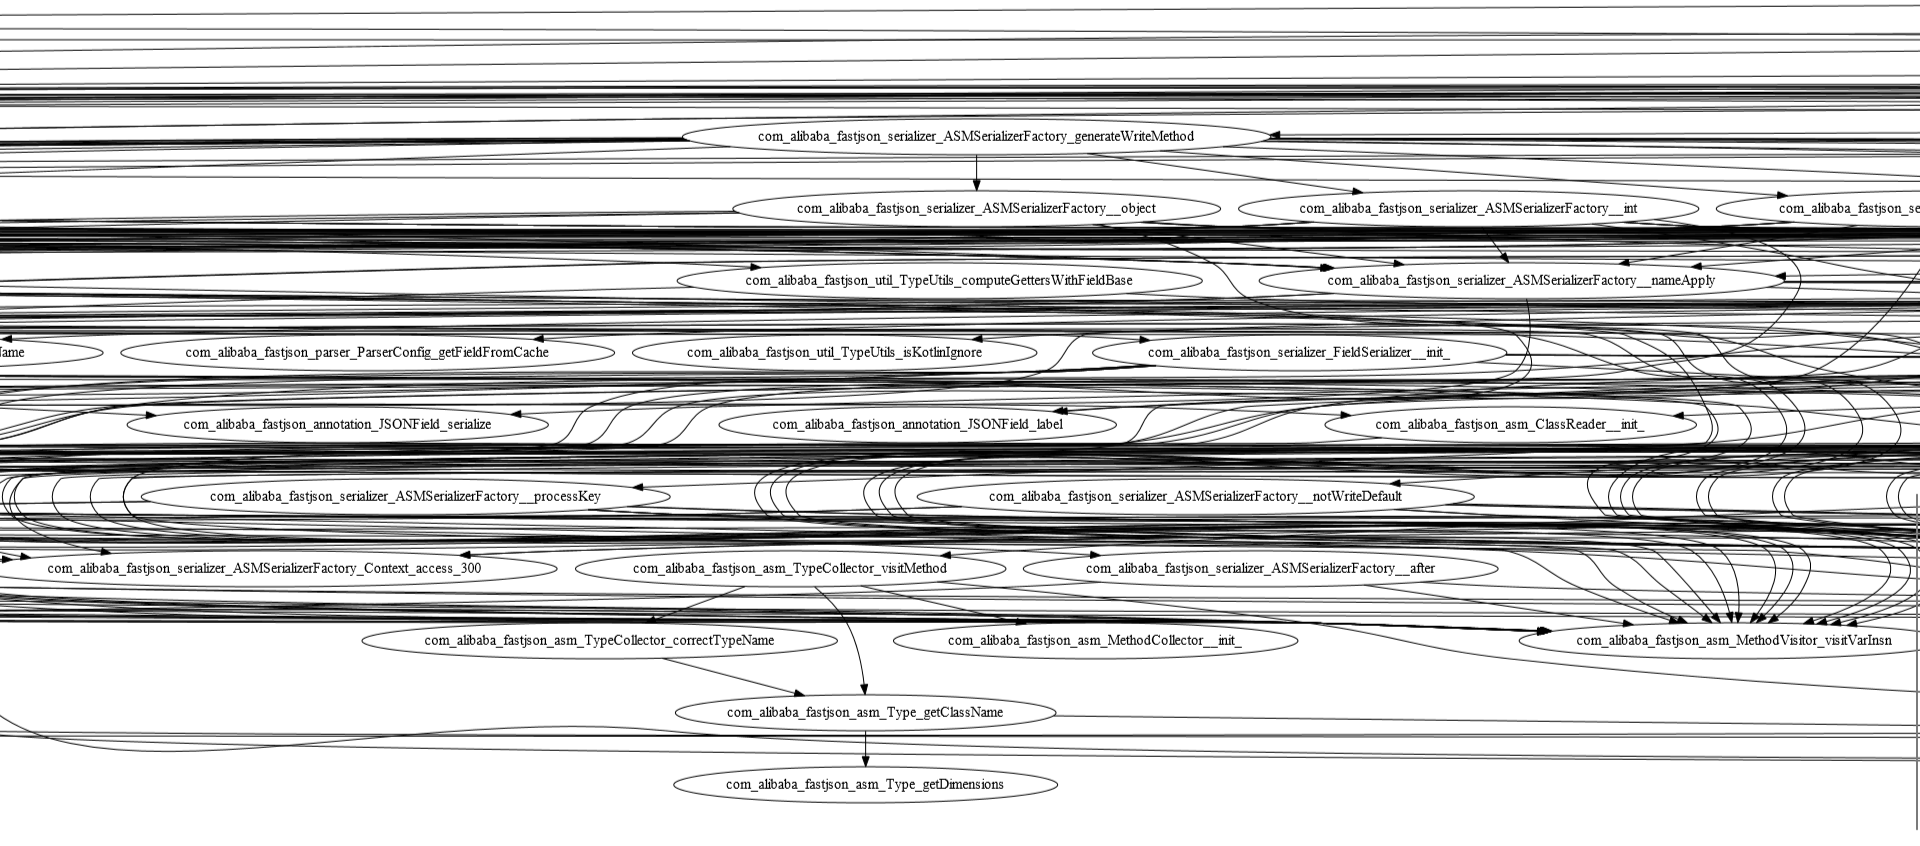 com_alibaba_fastjson_serializer_ASMSerializerFactory_generateWriteMethod
com_alibaba_fastjson_serializer_ASMSerializerFactory__object
com_alibaba_fastjson_serializer_ASMSerializerFactory__int
com_alibaba_fastjson_se
com_alibaba_fastjson_util_TypeUtils_computeGettersWithFieldBase
com_alibaba_fastjson_serializer_ASMSerializerFactory__nameApply
Name
com_alibaba_fastjson_parser_ParserConfig_getFieldFromCache
com_alibaba_fastjson_util_TypeUtils_isKotlinIgnore
com_alibaba_fastjson_serializer_FieldSerializer__init_
com_alibaba_fastjson_annotation_JSONField_serialize
com_alibaba_fastjson_annotation_JSONField_label
com_alibaba_fastjson_asm_ClassReader__init_
com_alibaba_fastjson_serializer_ASMSerializerFactory__processKey
com_alibaba_fastjson_serializer_ASMSerializerFactory__notWriteDefault
com_alibaba_fastjson_serializer_ASMSerializerFactory_Context_access_300
com_alibaba_fastjson_asm_TypeCollector_visitMethod
com_alibaba_fastjson_serializer_ASMSerializerFactory__after
com_alibaba_fastjson_asm_TypeCollector_correctTypeName
com_alibaba_fastjson_asm_MethodCollector__init_
com_alibaba_fastjson_asm_MethodVisitor_visitVarInsn
com_alibaba_fastjson_asm_Type_getClassName
com_alibaba_fastjson_asm_Type_getDimensions